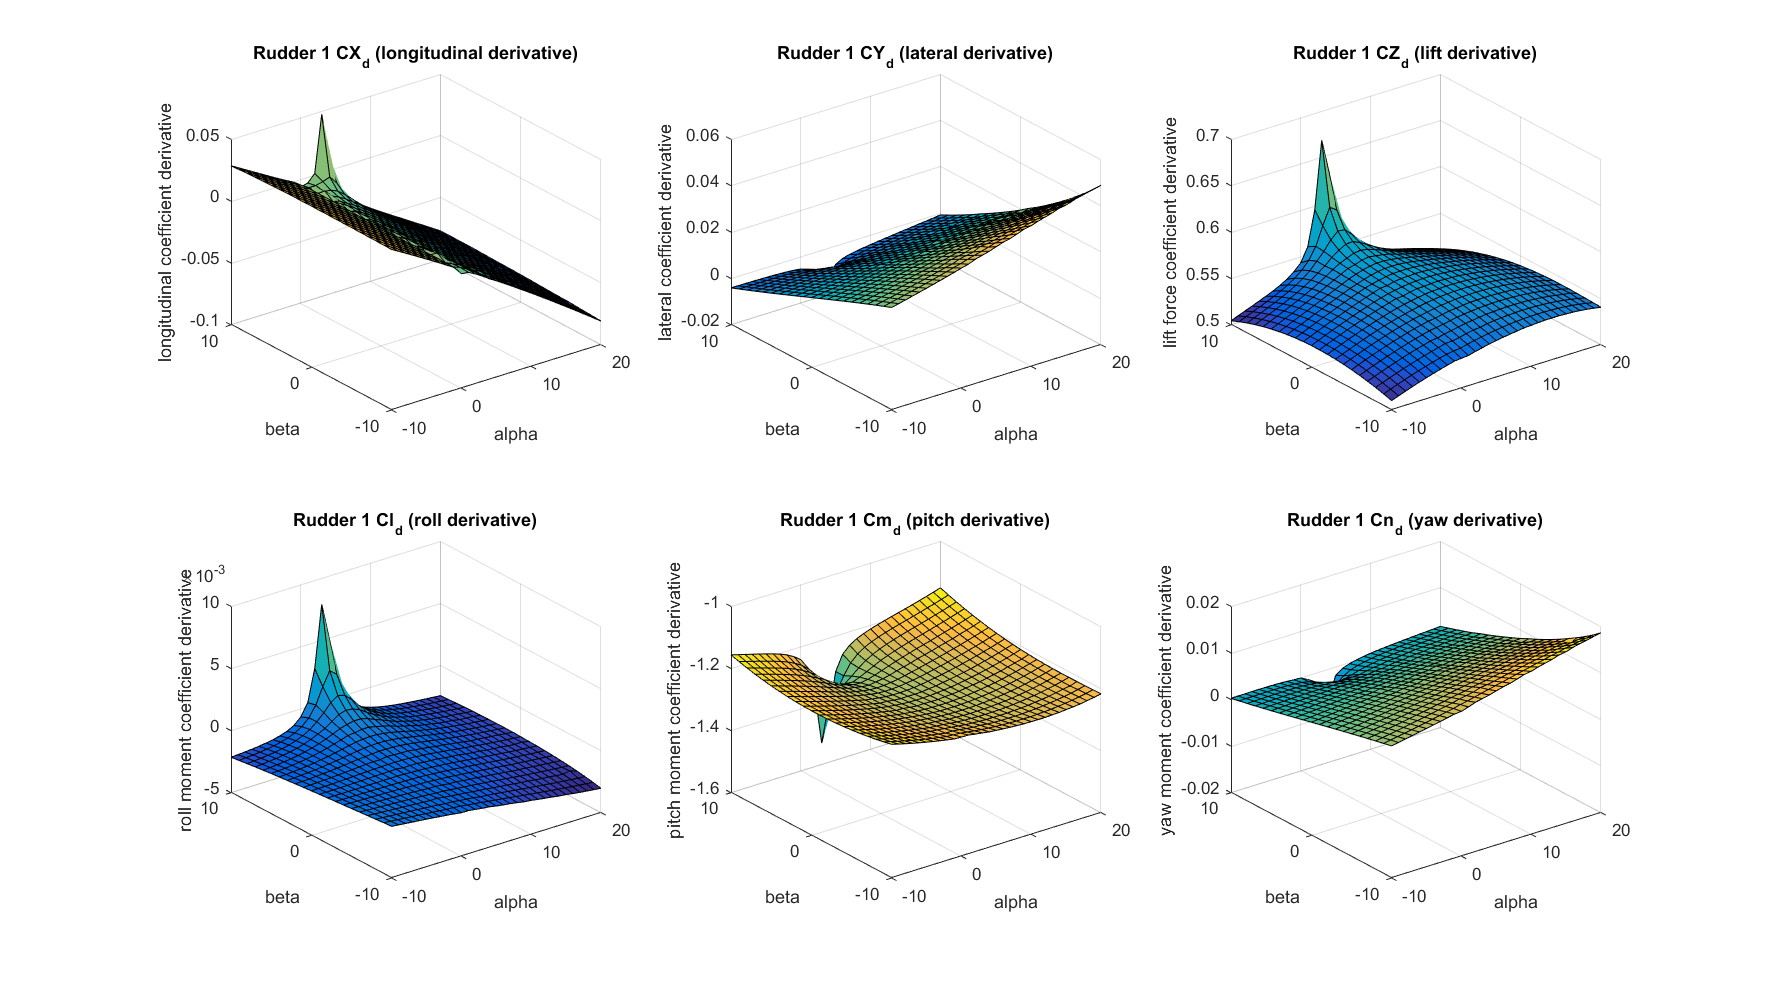 Rudder 1 CX_d (longitudinal derivative)
longitudinal coefficient derivative
0.05
0
-0.05
-0.1
10
0
-10
beta
-10
0
10
20
alpha
Rudder 1 CY_d (lateral derivative)
lateral coefficient derivative
0.06
0.04
0.02
0
-0.02
10
0
-10
beta
-10
0
10
20
alpha
Rudder 1 CZ_d (lift derivative)
lift force coefficient derivative
0.7
0.65
0.6
0.55
0.5
10
0
-10
beta
-10
0
10
20
alpha
Rudder 1 Cl_d (roll derivative)
roll moment coefficient derivative
10^-3
10
5
0
-5
10
0
-10
beta
-10
0
10
20
alpha
Rudder 1 Cm_d (pitch derivative)
pitch moment coefficient derivative
-1
-1.2
-1.4
-1.6
10
0
-10
beta
-10
0
10
20
alpha
Rudder 1 Cn_d (yaw derivative)
yaw moment coefficient derivative
0.02
0.01
0
-0.01
-0.02
10
0
-10
beta
-10
0
10
20
alpha